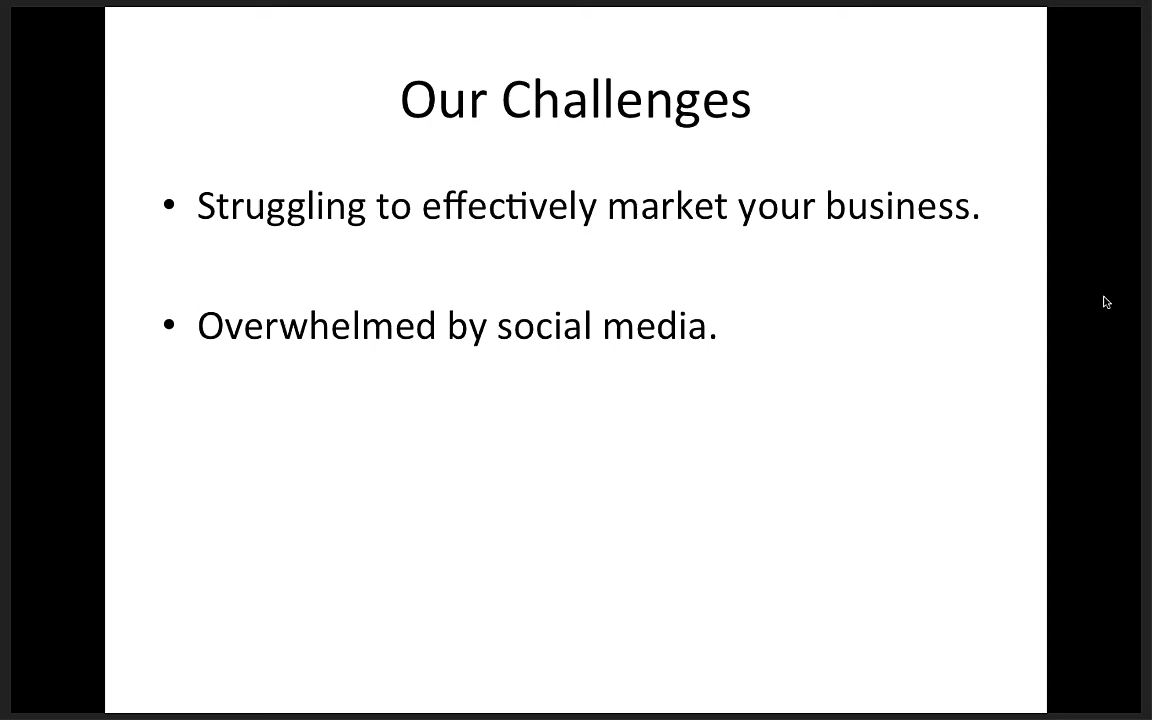 Our Challenges
• Struggling to effectively market your business.
• Overwhelmed by social media.